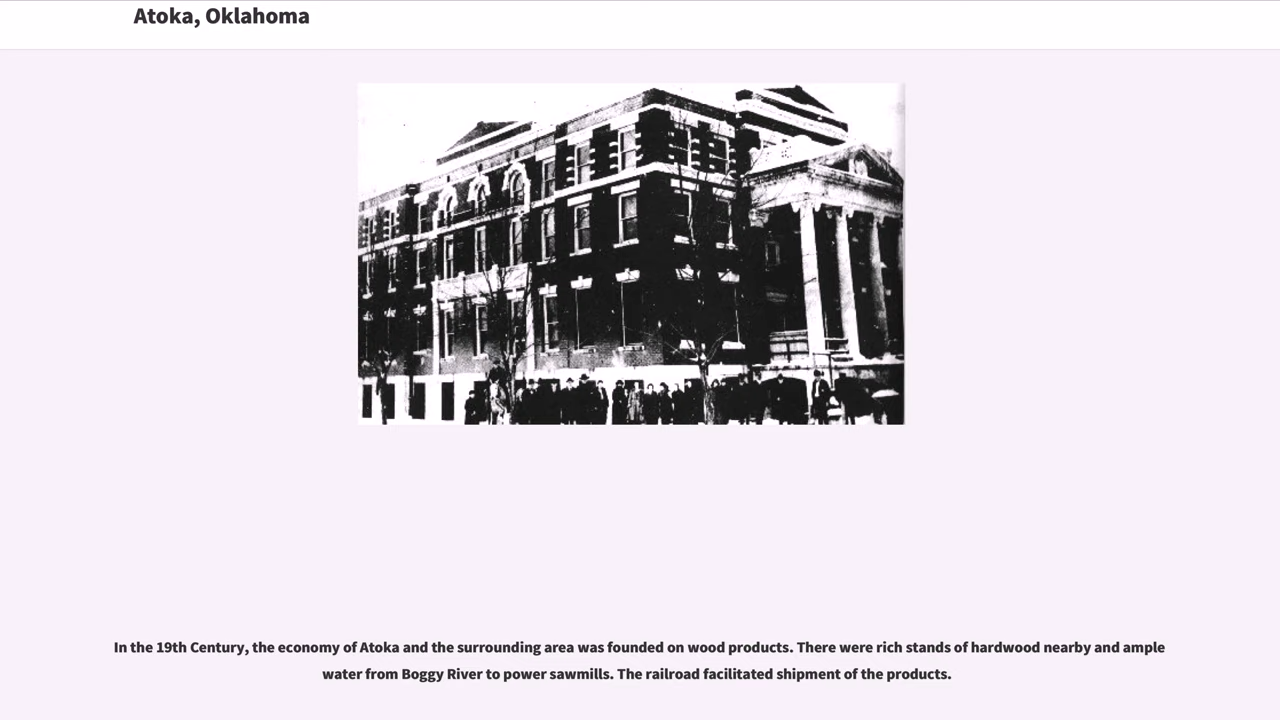 Atoka, Oklahoma
In the 19th Century, the economy of Atoka and the surrounding area was founded on wood products. There were rich stands of hardwood nearby and ample
water from Boggy River to power sawmills. The railroad facilitated shipment of the products.